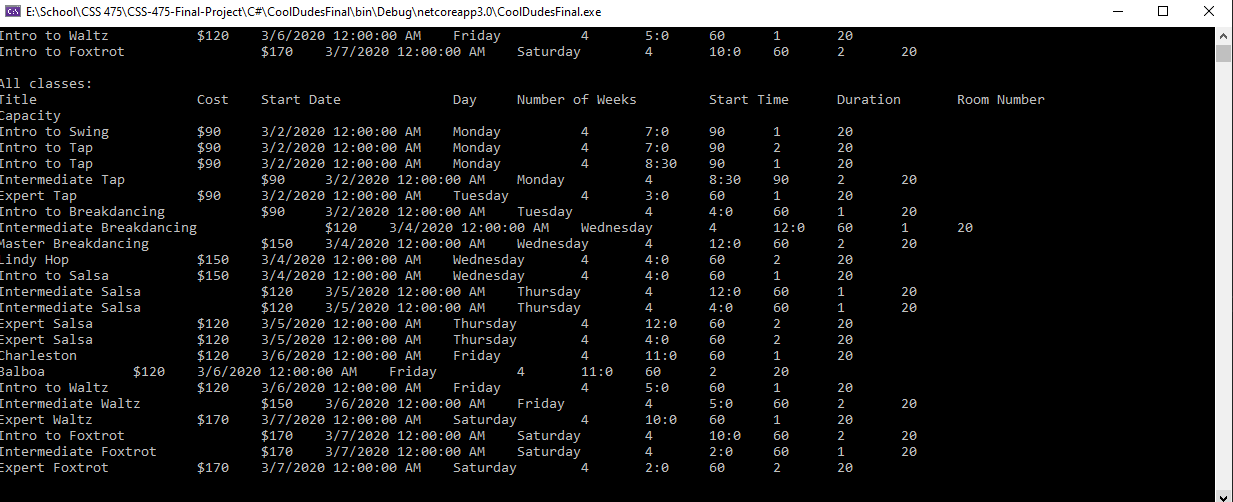 E:\School\CSS 475\CSS-475-Final-Project\C#\CoolDudesFinal\bin\Debug\netcoreapp3.0\CoolDudesFinal.exe
Intro to Waltz $120 3/6/2020 12:00:00 AM Friday 4 5:0 60 1 20
Intro to Foxtrot $170 3/7/2020 12:00:00 AM Saturday 4 10:0 60 2 20
All classes:
Title Cost Start Date Day Number of Weeks Start Time Duration Room Number
Capacity
Intro to Swing $90 3/2/2020 12:00:00 AM Monday 4 7:0 90 1 20
Intro to Tap $90 3/2/2020 12:00:00 AM Monday 4 7:0 90 2 20
Intro to Tap $90 3/2/2020 12:00:00 AM Monday 4 8:30 90 1 20
Intermediate Tap $90 3/2/2020 12:00:00 AM Monday 4 8:30 90 2 20
Expert Tap $90 3/2/2020 12:00:00 AM Tuesday 4 3:0 60 1 20
Intro to Breakdancing $90 3/2/2020 12:00:00 AM Tuesday 4 4:0 60 1 20
Intermediate Breakdancing $120 3/4/2020 12:00:00 AM Wednesday 4 12:0 60 1 20
Master Breakdancing $150 3/4/2020 12:00:00 AM Wednesday 4 12:0 60 2 20
Lindy Hop $150 3/4/2020 12:00:00 AM Wednesday 4 4:0 60 2 20
Intro to Salsa $150 3/4/2020 12:00:00 AM Wednesday 4 4:0 60 1 20
Intermediate Salsa $120 3/5/2020 12:00:00 AM Thursday 4 12:0 60 1 20
Intermediate Salsa $120 3/5/2020 12:00:00 AM Thursday 4 4:0 60 1 20
Expert Salsa $120 3/5/2020 12:00:00 AM Thursday 4 12:0 60 2 20
Expert Salsa $120 3/5/2020 12:00:00 AM Thursday 4 4:0 60 2 20
Charleston $120 3/6/2020 12:00:00 AM Friday 4 11:0 60 1 20
Balboa $120 3/6/2020 12:00:00 AM Friday 4 11:0 60 2 20
Intro to Waltz $120 3/6/2020 12:00:00 AM Friday 4 5:0 60 1 20
Intermediate Waltz $150 3/6/2020 12:00:00 AM Friday 4 5:0 60 2 20
Expert Waltz $170 3/7/2020 12:00:00 AM Saturday 4 10:0 60 1 20
Intro to Foxtrot $170 3/7/2020 12:00:00 AM Saturday 4 10:0 60 2 20
Intermediate Foxtrot $170 3/7/2020 12:00:00 AM Saturday 4 2:0 60 1 20
Expert Foxtrot $170 3/7/2020 12:00:00 AM Saturday 4 2:0 60 2 20